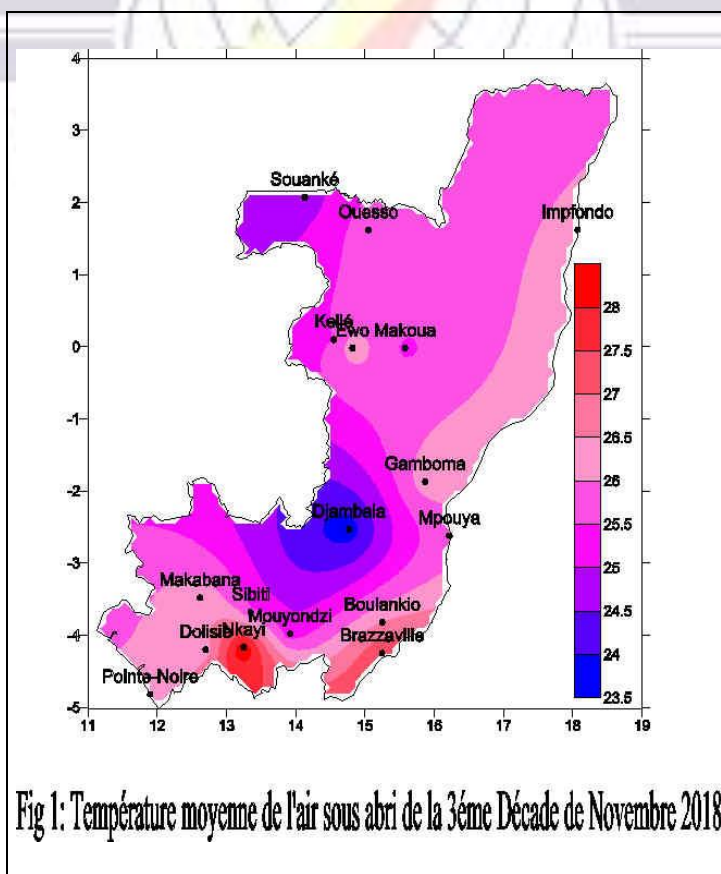 4
3
Souanké
2
Ouesso
Impfondo
1
28
Kellé
0
Ewo Makoua
27.5
27
-1
26.5
Gamboma
26
-2
Djambala
Mpouya
25.5
-3
25
Makabana
Sibiti
24.5
Mouyondzi
Boulankio
-4
Dolisie
Nkayi
Brazzaville
24
Pointe-Noire
23.5
-5
11 12 13 14 15 16 17 18 19
Fig 1: Température moyenne de l'air sous abri de la 3éme Décade de Novembre 2018